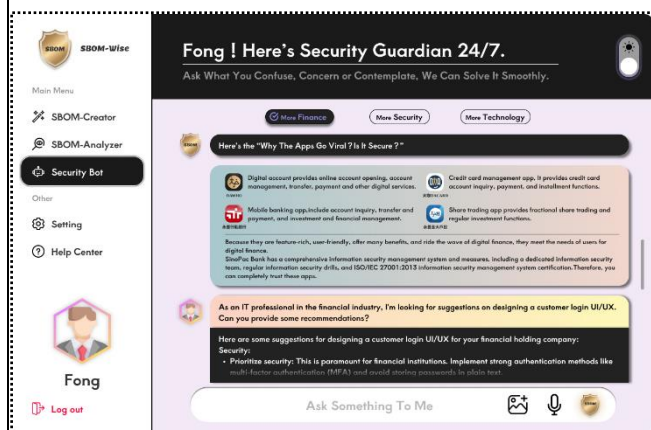 SBOM
SBOM-Wise
Main Menu
SBOM-Creator
SBOM-Analyzer
Security Bot
Other
Setting
Help Center
Fong
Log out
Fong ! Here's Security Guardian 24/7.
Ask What You Confuse, Concern or Contemplate, We Can Solve It Smoothly.
More Finance
More Security
More Technology
Here's the "Why The Apps Go Viral ? Is It Secure ? "
Digital account provides online account opening, account
management, transfer, payment and other digital services.
Credit card management app, it provides credit card
account inquiry, payment, and installment functions.
Mobile banking app,include account inquiry, transfer and
payment, and investment and financial management.
Share trading app provides fractional share trading and
regular investment functions.
Because they are feature-rich, user-friendly, offer many benefits, and ride the wave of digital finance, they meet the needs of users for
digital finance.
SinoPac Bank has a comprehensive information security management system and measures, including a dedicated information security
team, regular information security drills, and ISO/IEC 27001:2013 information security management system certification.Therefore, you
can completely trust these apps.
As an IT professional in the financial industry, I'm looking for suggestions on designing a customer login UI/UX.
Can you provide some recommendations?
Here are some suggestions for designing a customer login UI/UX for your financial holding company:
Security:
• Prioritize security: This is paramount for financial institutions. Implement strong authentication methods like
multi-factor authentication (MFA) and avoid storing passwords in plain text.
Ask Something To Me